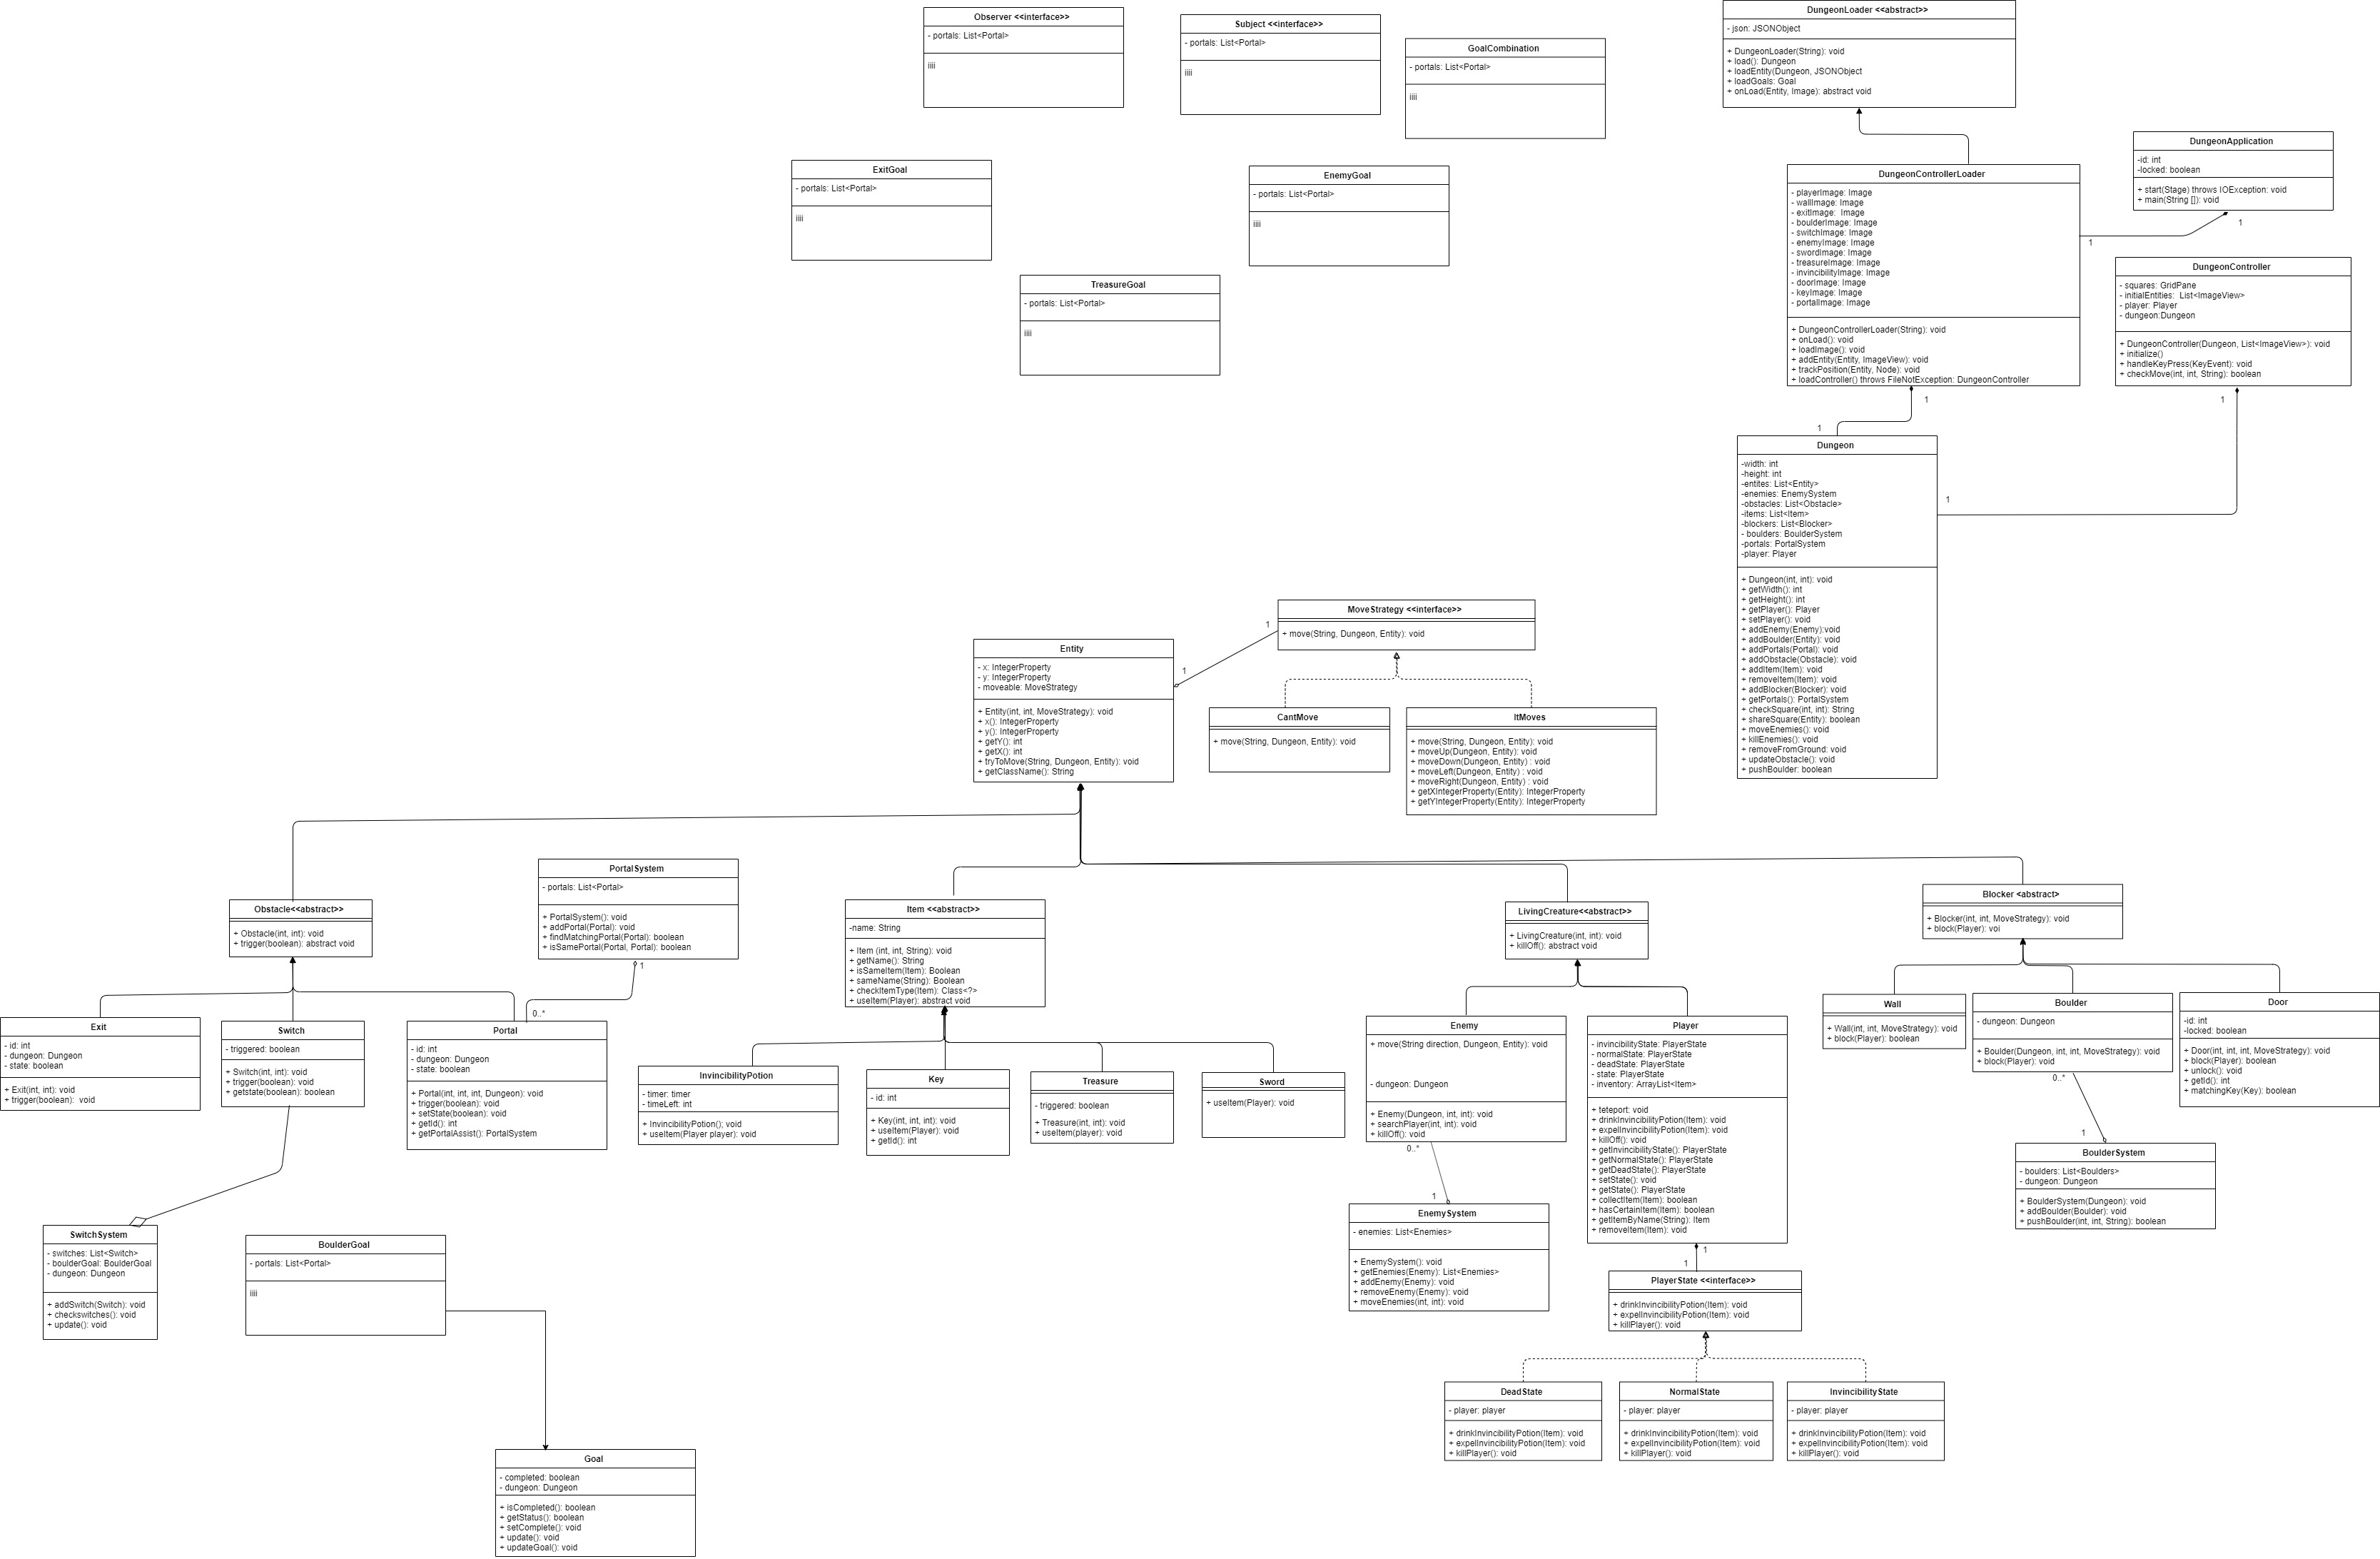 Observer <<interface>>
- portals: List<Portal>
iiii
Subject <<interface>>
- portals: List<Portal>
iiii
GoalCombination
- portals: List<Portal>
iiii
DungeonLoader <<abstract>>
- json: JSONObject
+ DungeonLoader(String): void
+ load(): Dungeon
+ loadEntity(Dungeon, JSONObject
+ loadGoals: Goal
+ onLoad(Entity, Image): abstract void
DungeonApplication
-id: int
-locked: boolean
+ start(Stage) throws IOException: void
+ main(String []): void
1
1
ExitGoal
- portals: List<Portal>
iiii
EnemyGoal
- portals: List<Portal>
iiii
TreasureGoal
- portals: List<Portal>
iiii
DungeonControllerLoader
- playerImage: Image
- wallImage: Image
- exitImage:  Image
- boulderImage: Image
- switchImage: Image
- enemyImage: Image
- swordImage: Image
- treasureImage: Image
- invincibilityImage: Image
- doorImage: Image
- keyImage: Image
- portalImage: Image
+ DungeonControllerLoader(String): void
+ onLoad(): void
+ loadImage(): void
+ addEntity(Entity, ImageView): void
+ trackPosition(Entity, Node): void
+ loadController() throws FileNotException: DungeonController
DungeonController
- squares: GridPane
- initialEntities:  List<ImageView>
- player: Player
- dungeon:Dungeon
+ DungeonController(Dungeon, List<ImageView>): void
+ initialize()
+ handleKeyPress(KeyEvent): void
+ checkMove(int, int, String): boolean
1
1
1
1
Dungeon
-width: int
-height: int
-entites: List<Entity>
-enemies: EnemySystem
-obstacles: List<Obstacle>
-items: List<Item>
-blockers: List<Blocker>
- boulders: BoulderSystem
-portals: PortalSystem
-player: Player
+ Dungeon(int, int): void
+ getWidth(): int
+ getHeight(): int
+ getPlayer(): Player
+ setPlayer(): void
+ addEnemy(Enemy):void
+ addBoulder(Entity): void
+ addPortals(Portal): void
+ addObstacle(Obstacle): void
+ addItem(Item): void
+ removeItem(Item): void
+ addBlocker(Blocker): void
+ getPortals(): PortalSystem
+ checkSquare(int, int): String
+ shareSquare(Entity): boolean
+ moveEnemies(): void
+ killEnemies(): void
+ removeFromGround: void
+ updateObstacle(): void
+ pushBoulder: boolean
MoveStrategy <<interface>>
+ move(String, Dungeon, Entity): void
1
1
Entity
- x: IntegerProperty
- y: IntegerProperty
- moveable: MoveStrategy
+ Entity(int, int, MoveStrategy): void
+ x(): IntegerProperty
+ y(): IntegerProperty
+ getY(): int
+ getX(): int
+ tryToMove(String, Dungeon, Entity): void
+ getClassName(): String
CantMove
+ move(String, Dungeon, Entity): void
ItMoves
+ move(String, Dungeon, Entity): void
+ moveUp(Dungeon, Entity): void
+ moveDown(Dungeon, Entity) : void
+ moveLeft(Dungeon, Entity) : void
+ moveRight(Dungeon, Entity) : void
+ getXIntegerProperty(Entity): IntegerProperty
+ getYIntegerProperty(Entity): IntegerProperty
Obstacle<<abstract>>
+ Obstacle(int, int): void
+ trigger(boolean): abstract void
PortalSystem
- portals: List<Portal>
+ PortalSystem(): void
+ addPortal(Portal): void
+ findMatchingPortal(Portal): boolean
+ isSamePortal(Portal, Portal): boolean
1
0..*
Item <<abstract>>
-name: String
+ Item (int, int, String): void
+ getName(): String
+ isSameItem(Item): Boolean
+ sameName(String): Boolean
+ checkItemType(Item): Class<?>
+ useItem(Player): abstract void
LivingCreature<<abstract>>
+ LivingCreature(int, int): void
+ killOff(): abstract void
Blocker <abstract>
+ Blocker(int, int, MoveStrategy): void
+ block(Player): voi
Exit
- id: int
- dungeon: Dungeon
- state: boolean
+ Exit(int, int): void
+ trigger(boolean):  void
Switch
- triggered: boolean
+ Switch(int, int): void
+ trigger(boolean): void
+ getstate(boolean): boolean
Portal
- id: int
- dungeon: Dungeon
- state: boolean
+ Portal(int, int, int, Dungeon): void
+ trigger(boolean): void
+ setState(boolean): void
+ getId(): int
+ getPortalAssist(): PortalSystem
InvincibilityPotion
- timer: timer
- timeLeft: int
+ InvincibilityPotion(); void
+ useItem(Player player): void
Key
- id: int
+ Key(int, int, int): void
+ useItem(Player): void
+ getId(): int
Treasure
- triggered: boolean
+ Treasure(int, int): void
+ useItem(player): void
Sword
+ useItem(Player): void
Enemy
+ move(String direction, Dungeon, Entity): void
- dungeon: Dungeon
+ Enemy(Dungeon, int, int): void
+ searchPlayer(int, int): void
+ killOff(): void
0..*
1
Player
- invincibilityState: PlayerState
- normalState: PlayerState
- deadState: PlayerState
- state: PlayerState
- inventory: ArrayList<Item>
+ teteport: void
+ drinkInvincibilityPotion(Item): void
+ expelInvincibilityPotion(Item): void
+ killOff(): void
+ getInvincibilityState(): PlayerState
+ getNormalState(): PlayerState
+ getDeadState(): PlayerState
+ setState(): void
+ getState(): PlayerState
+ collectItem(Item): boolean
+ hasCertainItem(Item): boolean
+ getItemByName(String): Item
+ removeItem(Item): void
1
1
Wall
+ Wall(int, int, MoveStrategy): void
+ block(Player): boolean
Boulder
- dungeon: Dungeon
+ Boulder(Dungeon, int, int, MoveStrategy): void
+ block(Player): void
0..*
1
Door
-id: int
-locked: boolean
+ Door(int, int, int, MoveStrategy): void
+ block(Player): boolean
+ unlock(): void
+ getId(): int
+ matchingKey(Key): boolean
BoulderSystem
- boulders: List<Boulders>
- dungeon: Dungeon
+ BoulderSystem(Dungeon): void
+ addBoulder(Boulder): void
+ pushBoulder(int, int, String): boolean
SwitchSystem
- switches: List<Switch>
- boulderGoal: BoulderGoal
- dungeon: Dungeon
+ addSwitch(Switch): void
+ checkswitches(): void
+ update(): void
BoulderGoal
- portals: List<Portal>
iiii
EnemySystem
- enemies: List<Enemies>
+ EnemySystem(): void
+ getEnemies(Enemy): List<Enemies>
+ addEnemy(Enemy): void
+ removeEnemy(Enemy): void
+ moveEnemies(int, int): void
PlayerState <<interface>>
+ drinkInvincibilityPotion(Item): void
+ expelInvincibilityPotion(Item): void
+ killPlayer(): void
DeadState
- player: player
+ drinkInvincibilityPotion(Item): void
+ expelInvincibilityPotion(Item): void
+ killPlayer(): void
NormalState
- player: player
+ drinkInvincibilityPotion(Item): void
+ expelInvincibilityPotion(Item): void
+ killPlayer(): void
InvincibilityState
- player: player
+ drinkInvincibilityPotion(Item): void
+ expelInvincibilityPotion(Item): void
+ killPlayer(): void
Goal
- completed: boolean
- dungeon: Dungeon
+ isCompleted(): boolean
+ getStatus(): boolean
+ setComplete(): void
+ update(): void
+ updateGoal(): void